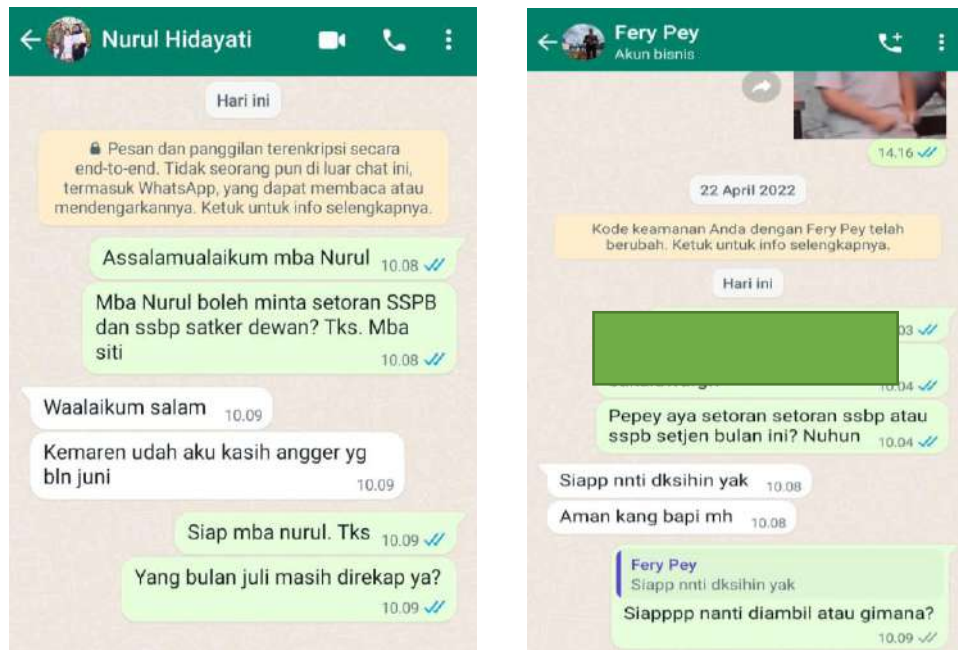 Nurul Hidayati
Hari ini
Pesan dan panggilan terenkripsi secara
end-to-end. Tidak seorang pun di luar chat ini,
termasuk WhatsApp, yang dapat membaca atau
mendengarkannya. Ketuk untuk info selengkapnya.
Assalamualaikum mba Nurul 10.08
Mba Nurul boleh minta setoran SSPB
dan ssbp satker dewan? Tks. Mba
siti
10.08
Waalaikum salam 10.09
Kemaren udah aku kasih angger yg
bln juni
10.09
Siap mba nurul. Tks 10.09
Yang bulan juli masih direkap ya?
10.09
Fery Pey
Akun bisnis
14.16
22 April 2022
Kode keamanan Anda dengan Fery Pey telah
berubah. Ketuk untuk info selengkapnya.
Hari ini
10.04
Pepey aya setoran setoran ssbp atau
sspb setjen bulan ini? Nuhun 10.04
Siapp nnti dksihin yak 10.08
Aman kang bapi mh 10.08
Fery Pey
Siapp nnti dksihin yak
Siapppp nanti diambil atau gimana?
10.09